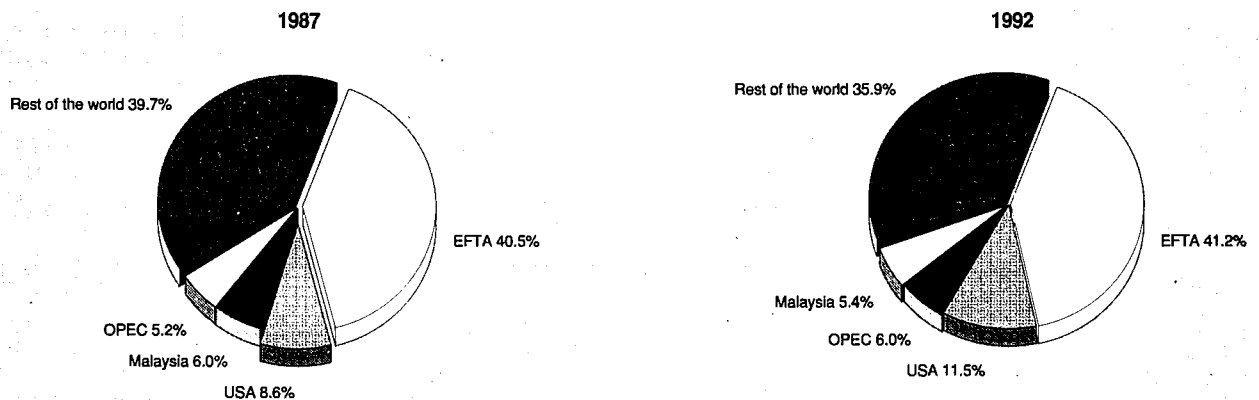 1987
Rest of the world 39.7%
EFTA 40.5%
OPEC 5.2%
Malaysia 6.0%
USA 8.6%
1992
Rest of the world 35.9%
EFTA 41.2%
Malaysia 5.4%
OPEC 6.0%
USA 11.5%